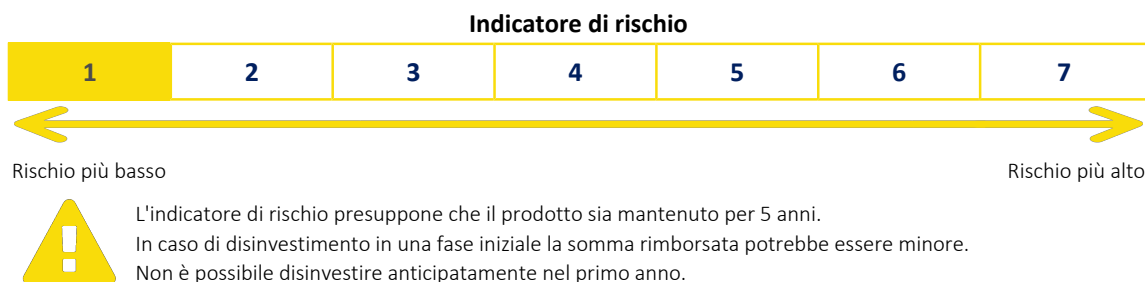 Indicatore di rischio
1 2 3 4 5 6 7
Rischio più basso Rischio più alto
L'indicatore di rischio presuppone che il prodotto sia mantenuto per 5 anni.
In caso di disinvestimento in una fase iniziale la somma rimborsata potrebbe essere minore.
Non è possibile disinvestire anticipatamente nel primo anno.